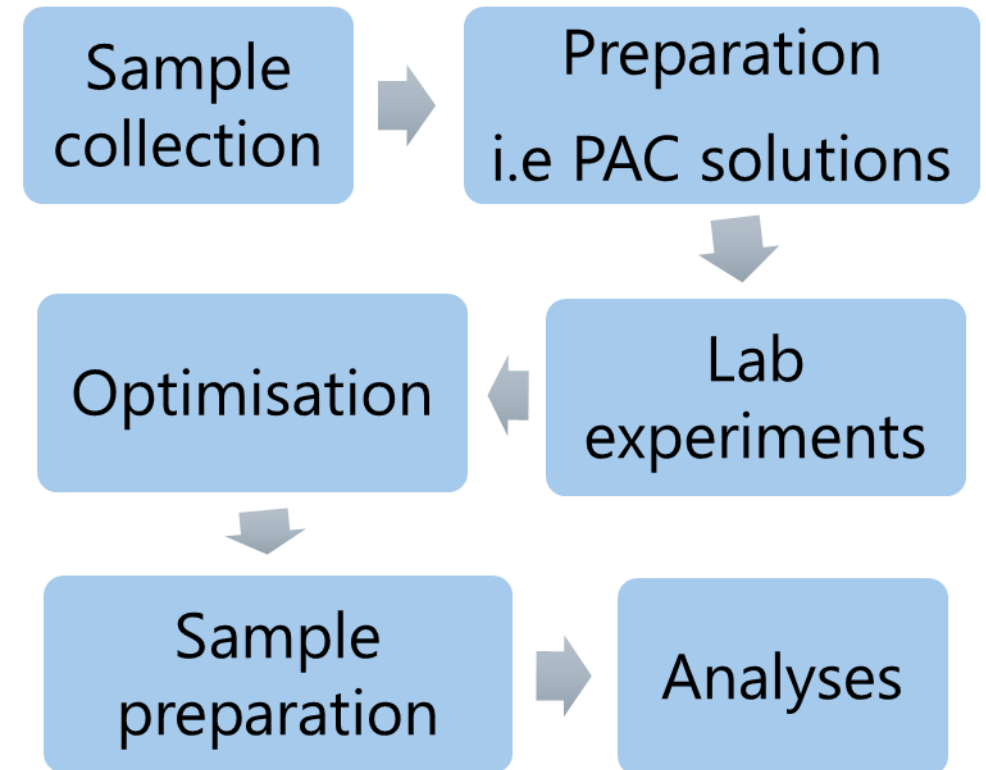 Sample
collection
Preparation
i.e PAC solutions
Lab
experiments
Optimisation
Sample
preparation
Analyses